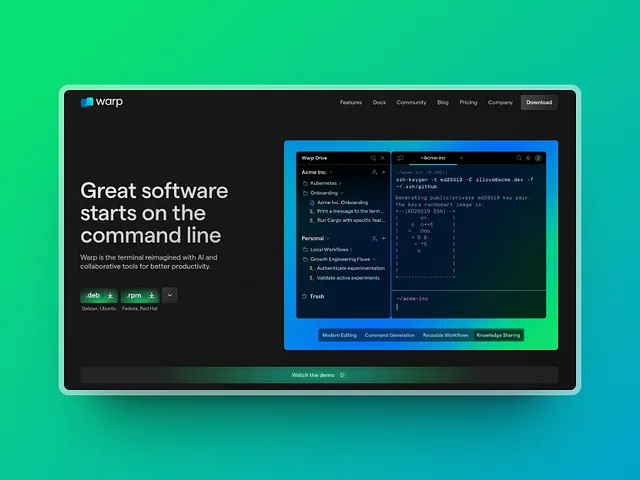 warp
Features Docs Community Blog Pricing Company Download
Great software
starts on the
command line
Warp is the terminal reimagined with AI and
collaborative tools for better productivity.
.deb .rpm
Debian, Ubuntu Fedora, Red Hat
Warp Drive
Acme Inc.
Kubernetes
Onboarding
Acme Inc. Onboarding
Print a message to the term...
Run Cargo with specific feat...
Personal
Local Workflows
Growth Engineering Flows
Authenticate experimentation
Validate active experiments
Trash
~/acme-inc
~/acme-inc
ssh-keygen -t ed25519 -C zlloyd@acme.dev -f
~/.ssh/github
Generating public/private ed25519 key pair.
The keys randomart image is:
+--[ED25519 256]--+
~/acme-inc
Modern Editing Command Generation Reusable Workflows Knowledge Sharing
Watch the demo